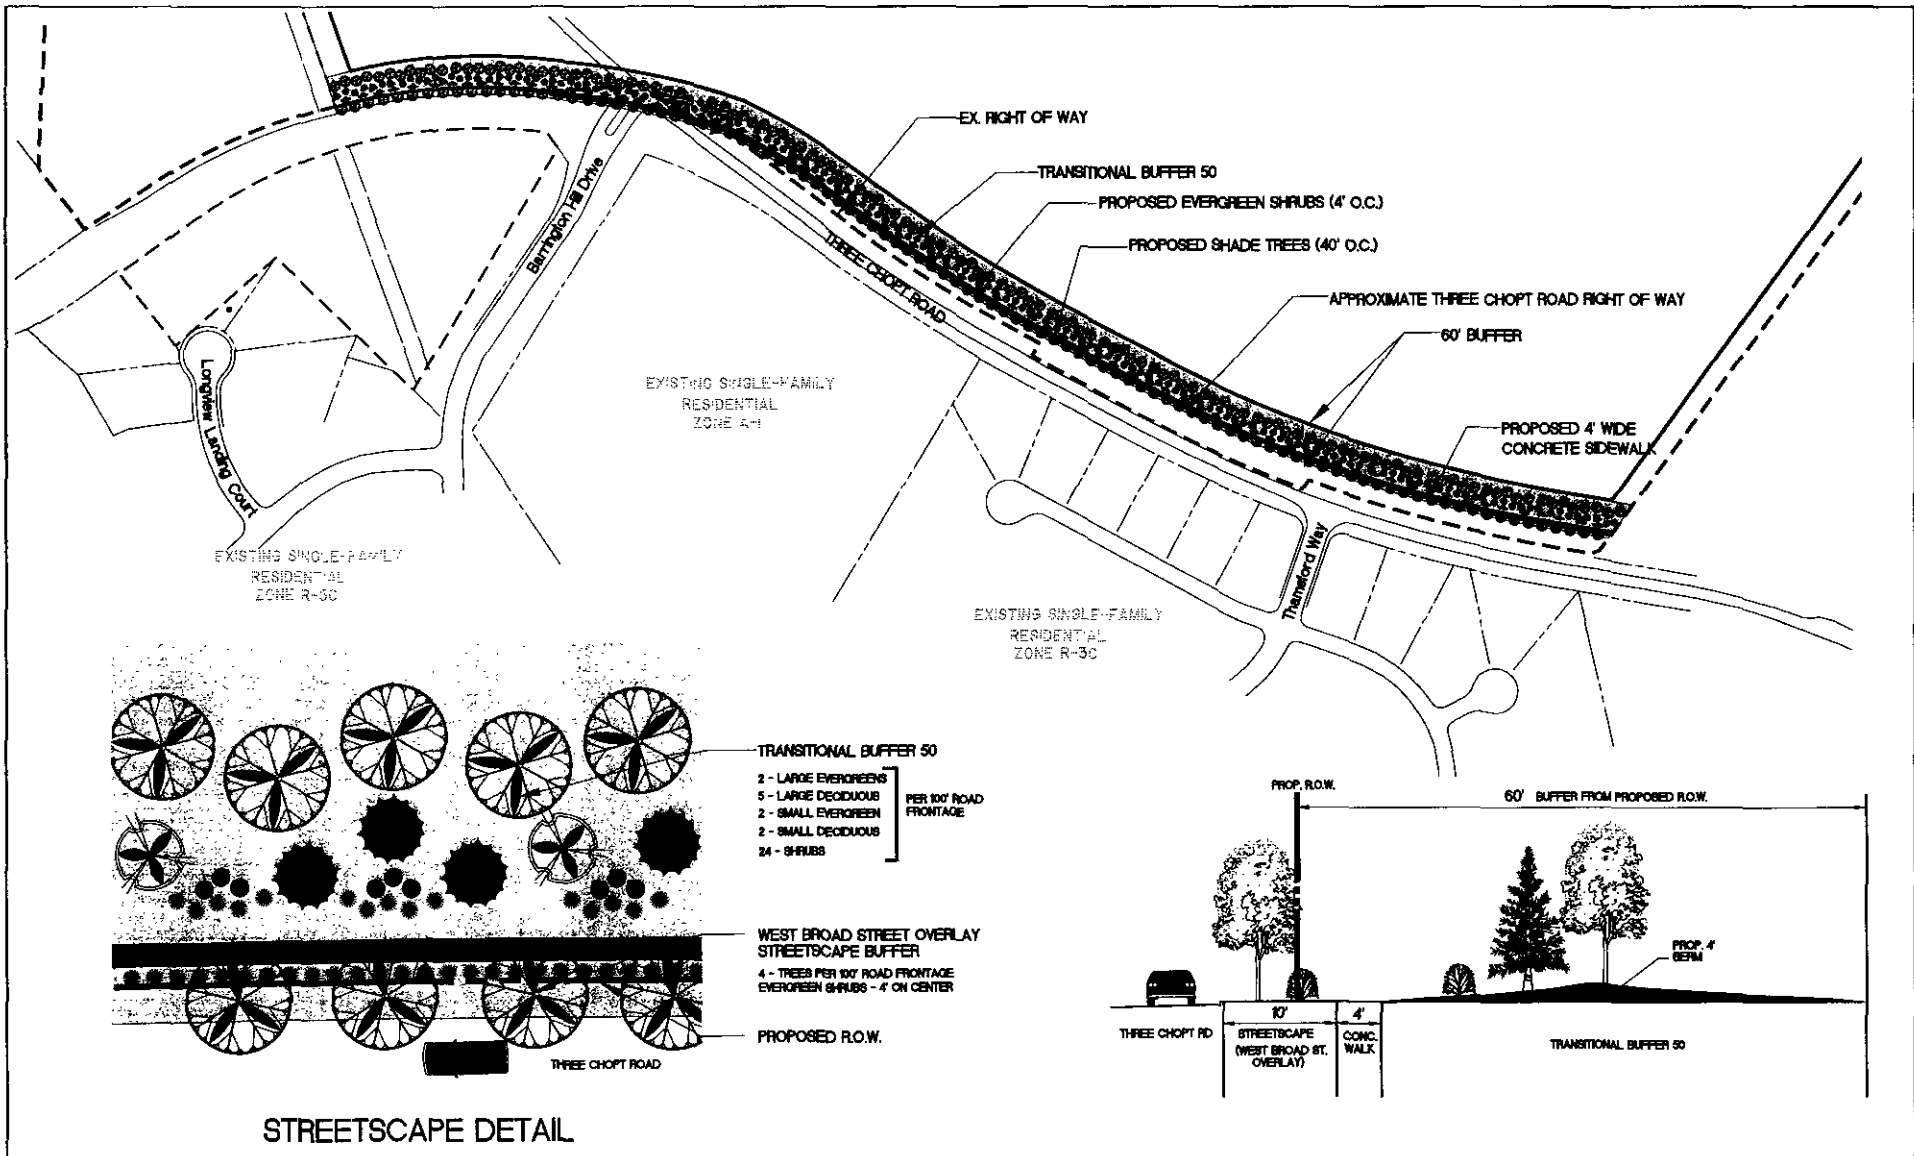 EX. RIGHT OF WAY
TRANSITIONAL BUFFER 50
PROPOSED EVERGREEN SHRUBS (4' O.C.)
PROPOSED SHADE TREES (40' O.C.)
APPROXIMATE THREE CHOPT ROAD RIGHT OF WAY
60' BUFFER
PROPOSED 4' WIDE
CONCRETE SIDEWALK
Barrington Hill Drive
THREE CHOPT ROAD
Longview Landing Court
EXISTING SINGLE-FAMILY
RESIDENTIAL
ZONE A-1
EXISTING SINGLE-FAMILY
RESIDENTIAL
ZONE R-5C
Thamesford Way
EXISTING SINGLE-FAMILY
RESIDENTIAL
ZONE R-3C
TRANSITIONAL BUFFER 50
2 - LARGE EVERGREENS
5 - LARGE DECIDUOUS
2 - SMALL EVERGREEN
2 - SMALL DECIDUOUS
24 - SHRUBS
PER 100' ROAD
FRONTAGE
WEST BROAD STREET OVERLAY
STREETSCAPE BUFFER
4 - TREES PER 100' ROAD FRONTAGE
EVERGREEN SHRUBS - 4' ON CENTER
PROPOSED R.O.W.
THREE CHOPT ROAD
STREETSCAPE DETAIL
PROP. R.O.W.
60' BUFFER FROM PROPOSED R.O.W.
PROP. 4'
BERM
THREE CHOPT RD
10'
STREETSCAPE
(WEST BROAD ST.
OVERLAY)
4'
CONC.
WALK
TRANSITIONAL BUFFER 50